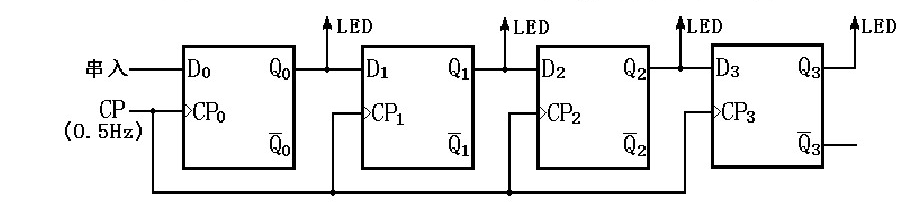 LED LED LED LED
串入 D0 Q0 D1 Q1 D2 Q2 D3 Q3
CP CP0 CP1 CP2 CP3
(0.5Hz) Q̅0 Q̅1 Q̅2 Q̅3